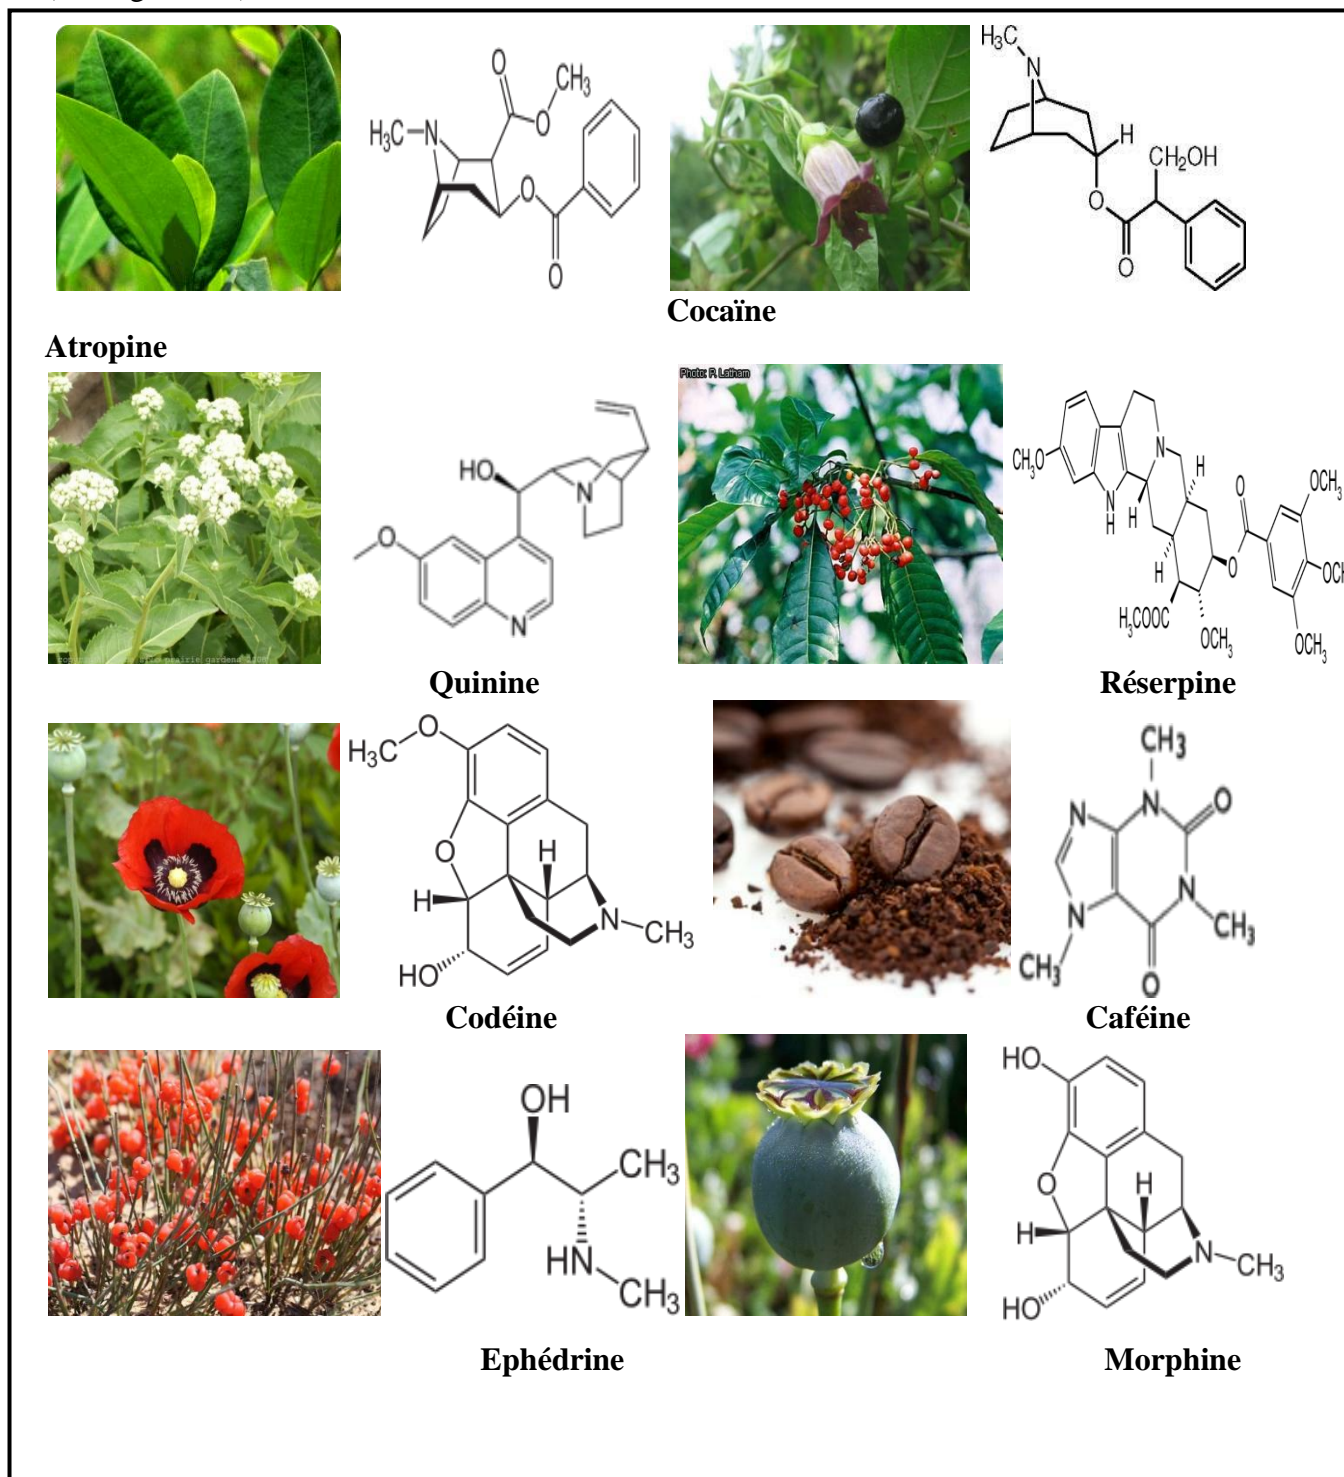 H₃C
N
O
CH₃
O
O
O
H₃C
N
H
CH₂OH
O
O
Cocaïne
Atropine
Photo: P. Latham
HO
N
O
N
CH₃O
NH
N
H
H
H
H₃COOC
OCH₃
O
O
OCH₃
OCH₃
Quinine
Réserpine
H₃C
O
O
H
H
HO
N
CH₃
CH₃
N
N
O
N
CH₃
N
CH₃
O
Codéine
Caféine
OH
CH₃
HN
CH₃
HO
O
H
H
HO
N
CH₃
Ephédrine
Morphine